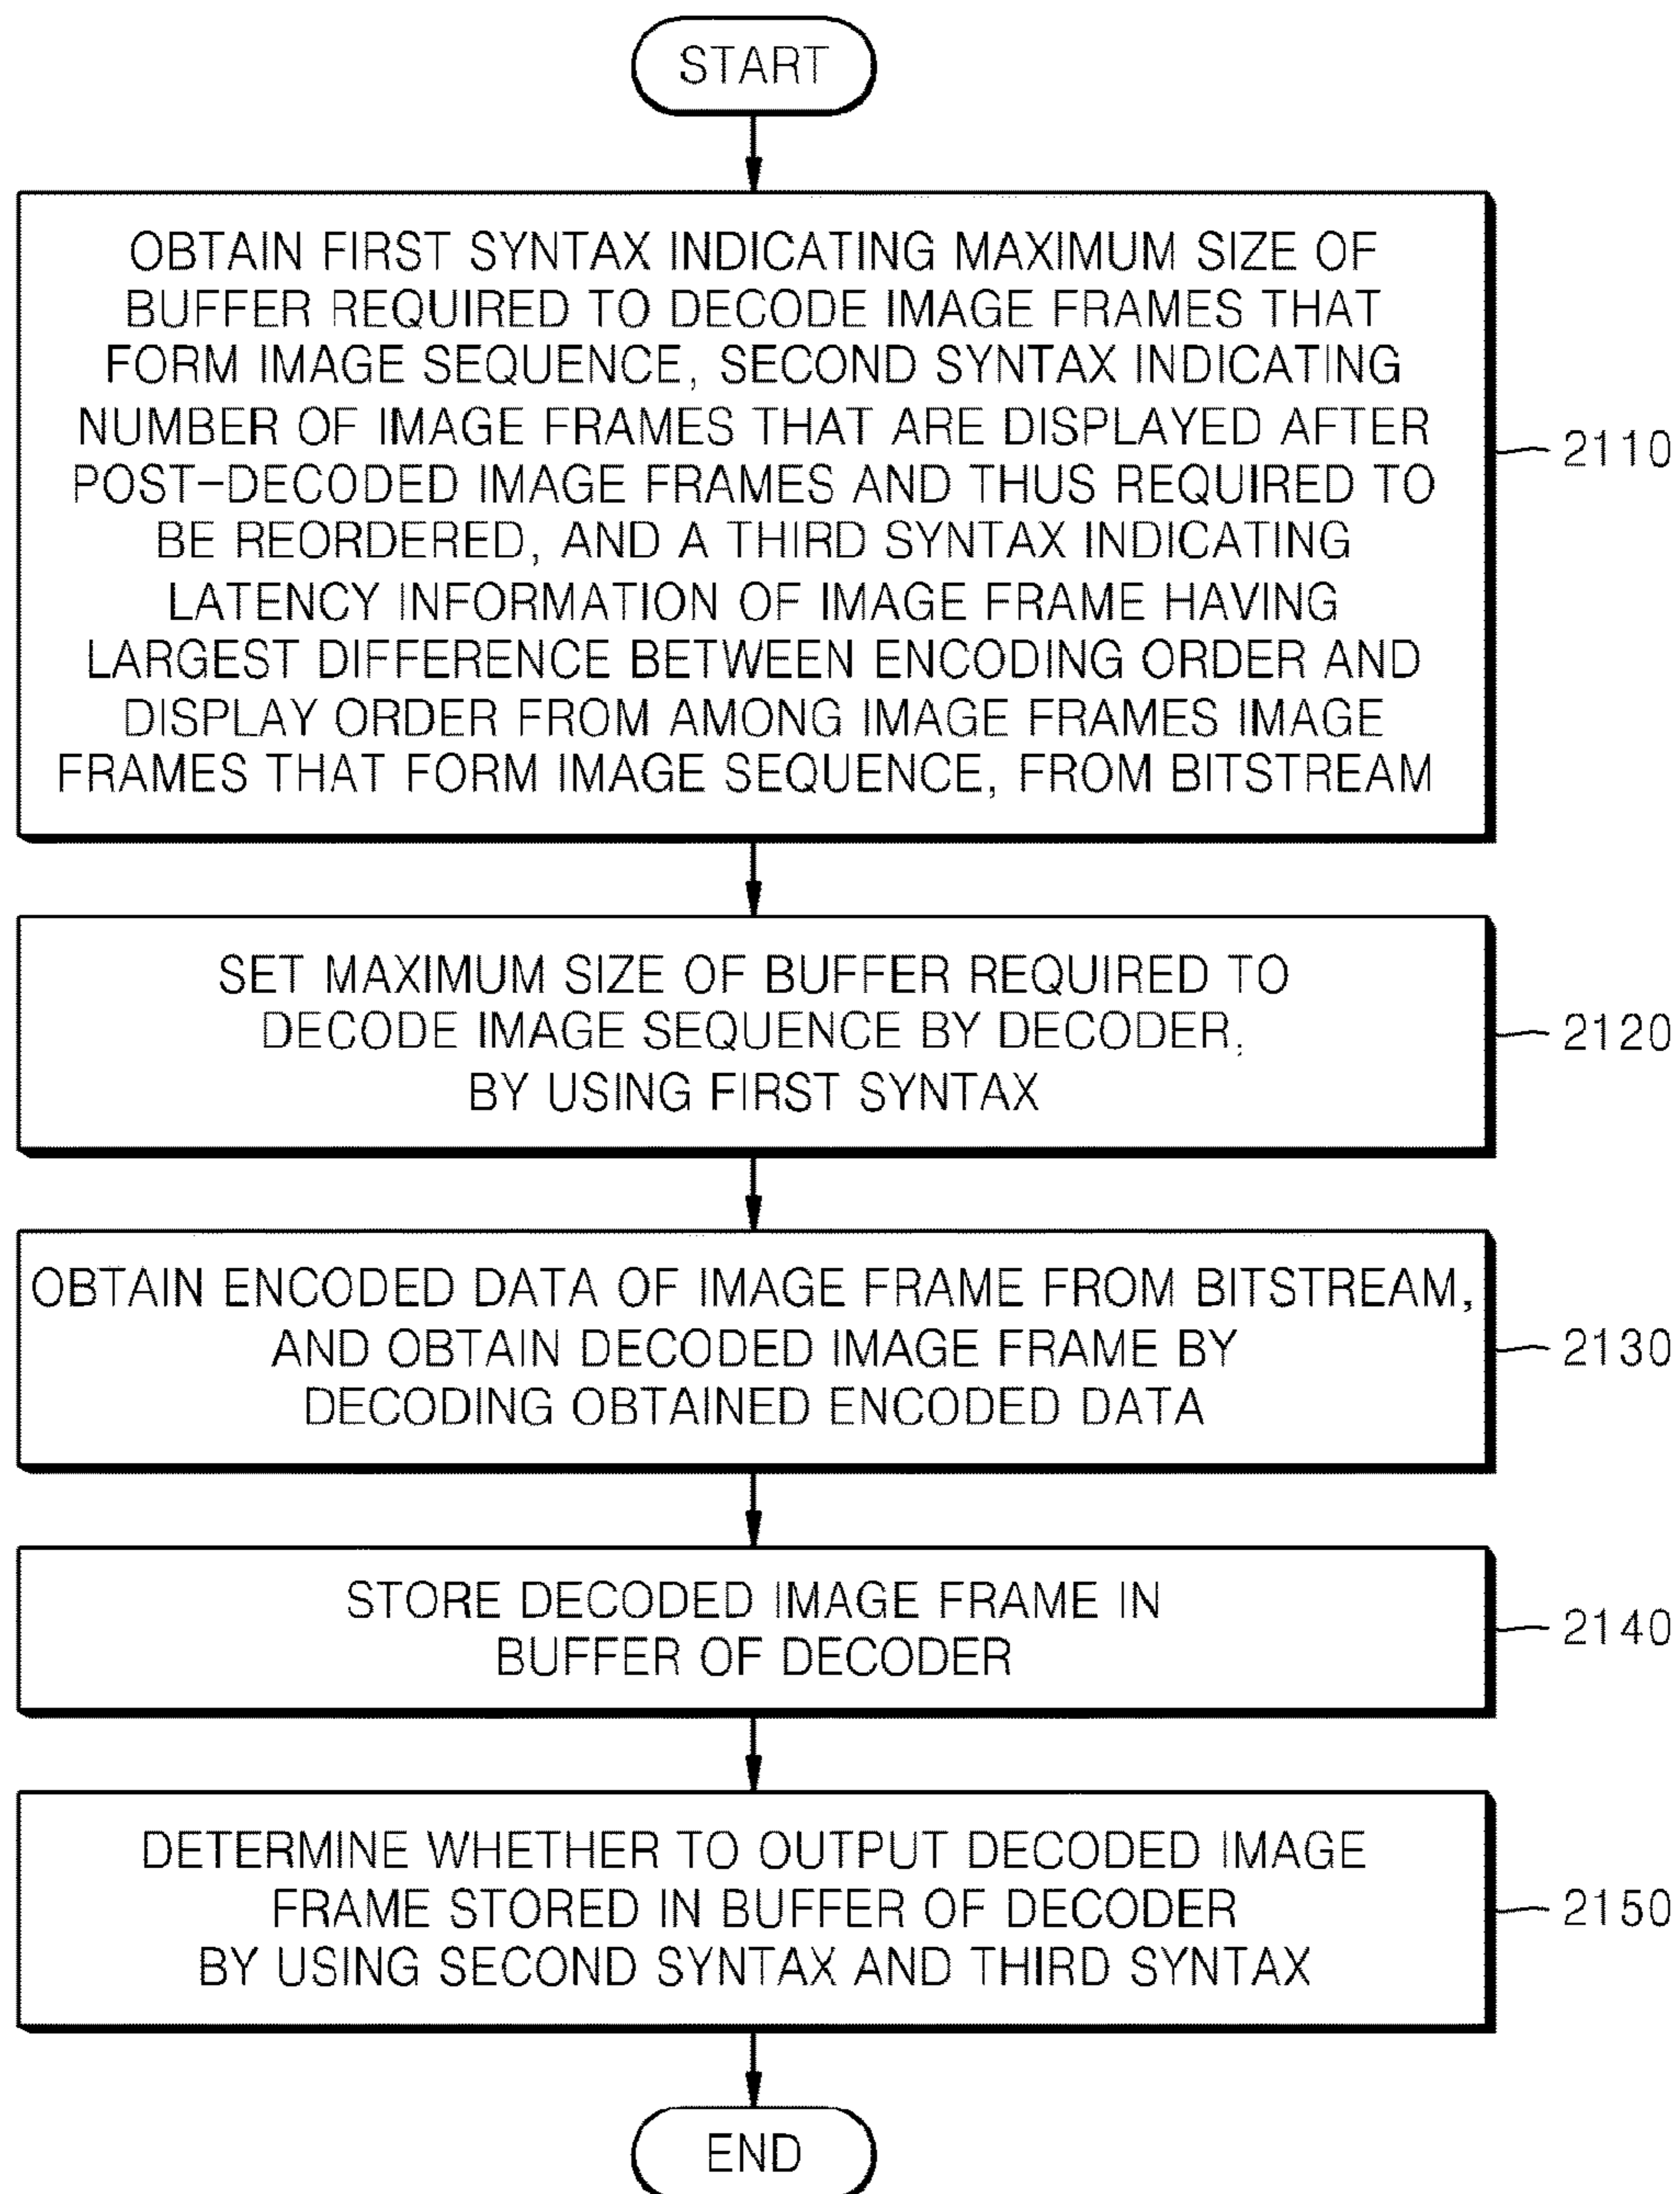 START
OBTAIN FIRST SYNTAX INDICATING MAXIMUM SIZE OF
BUFFER REQUIRED TO DECODE IMAGE FRAMES THAT
FORM IMAGE SEQUENCE, SECOND SYNTAX INDICATING
NUMBER OF IMAGE FRAMES THAT ARE DISPLAYED AFTER
POST-DECODED IMAGE FRAMES AND THUS REQUIRED TO
BE REORDERED, AND A THIRD SYNTAX INDICATING
LATENCY INFORMATION OF IMAGE FRAME HAVING
LARGEST DIFFERENCE BETWEEN ENCODING ORDER AND
DISPLAY ORDER FROM AMONG IMAGE FRAMES IMAGE
FRAMES THAT FORM IMAGE SEQUENCE, FROM BITSTREAM
2110
SET MAXIMUM SIZE OF BUFFER REQUIRED TO
DECODE IMAGE SEQUENCE BY DECODER,
BY USING FIRST SYNTAX
2120
OBTAIN ENCODED DATA OF IMAGE FRAME FROM BITSTREAM,
AND OBTAIN DECODED IMAGE FRAME BY
DECODING OBTAINED ENCODED DATA
2130
STORE DECODED IMAGE FRAME IN
BUFFER OF DECODER
2140
DETERMINE WHETHER TO OUTPUT DECODED IMAGE
FRAME STORED IN BUFFER OF DECODER
BY USING SECOND SYNTAX AND THIRD SYNTAX
2150
END